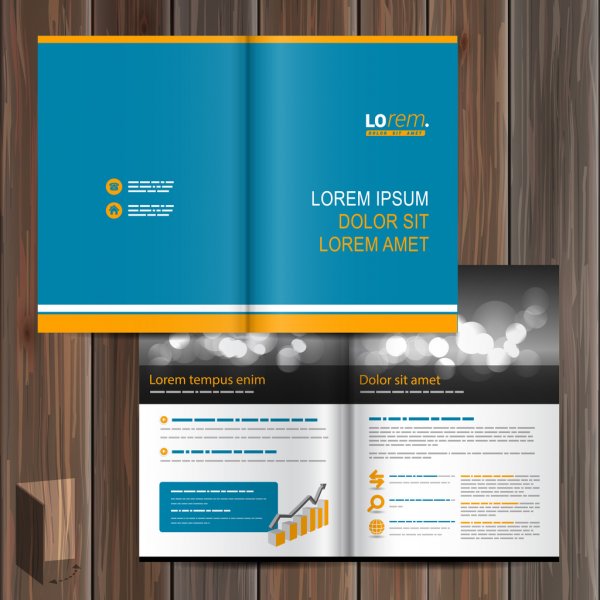 LOrem.
DOLOR SIT AMET
LOREM IPSUM
DOLOR SIT
LOREM AMET
Lorem tempus enim
Dolor sit amet